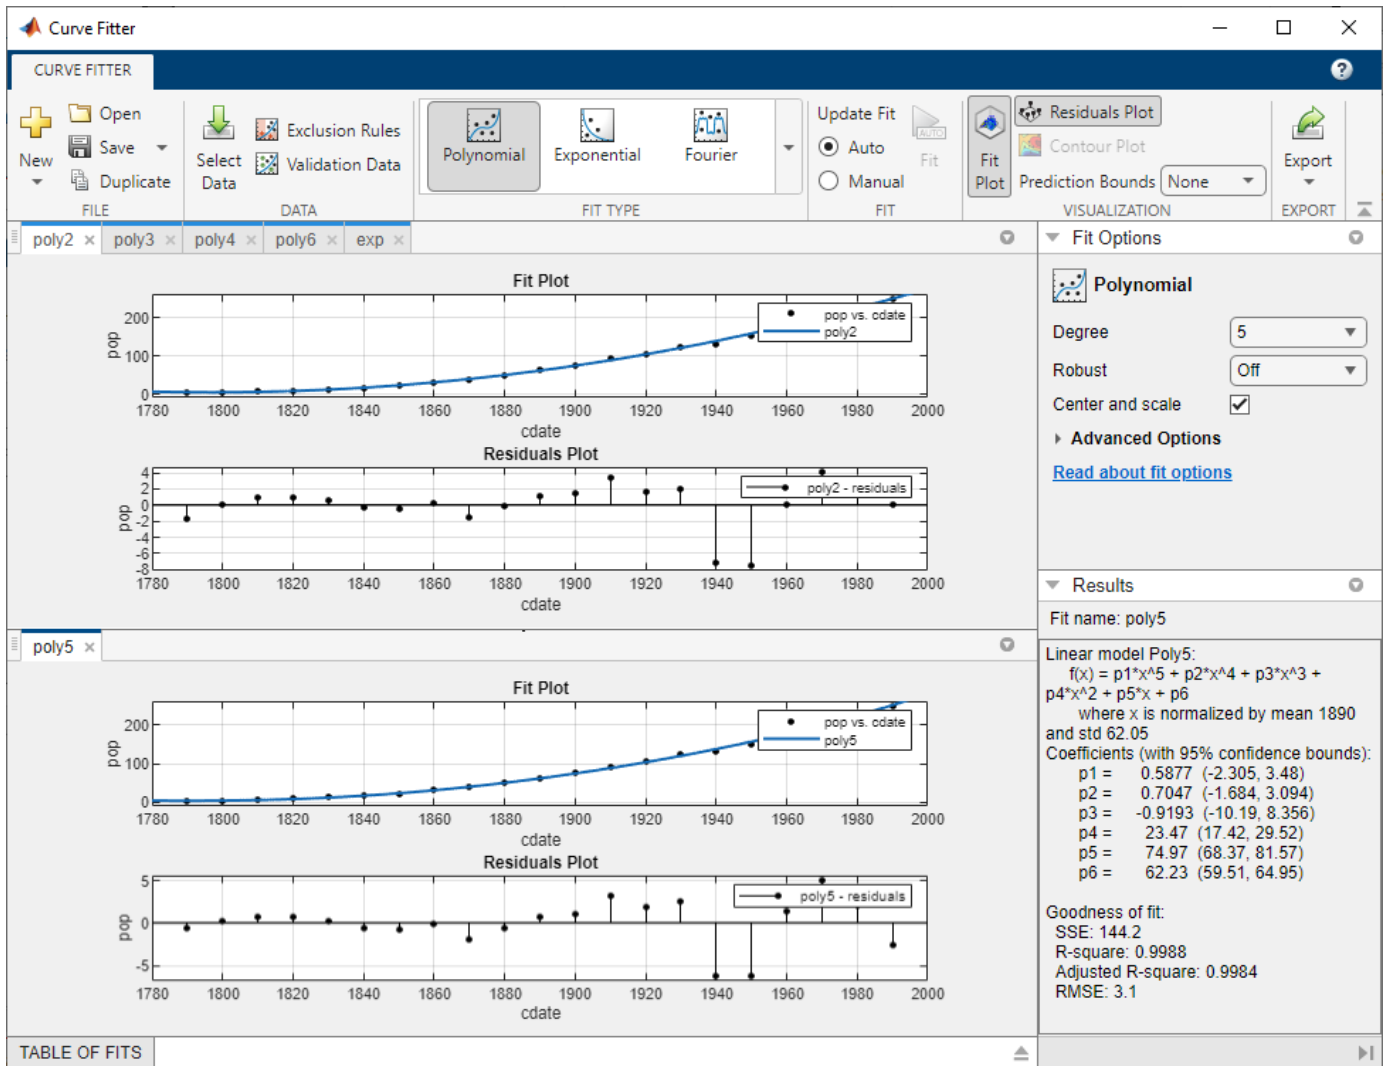 Curve Fitter
CURVE FITTER
New
Open
Save
Duplicate
FILE
Select
Data
Exclusion Rules
Validation Data
DATA
Polynomial
Exponential
Fourier
FIT TYPE
Update Fit
Auto
Manual
AUTO
Fit
FIT
Fit
Plot
Residuals Plot
Contour Plot
Prediction Bounds None
VISUALIZATION
Export
EXPORT
poly2 poly3 poly4 poly6 exp
Fit Plot
pop
200
100
0
pop vs. cdate
poly2
1780 1800 1820 1840 1860 1880 1900 1920 1940 1960 1980 2000
cdate
Residuals Plot
pop
4
2
0
-2
-4
-6
-8
poly2 - residuals
1780 1800 1820 1840 1860 1880 1900 1920 1940 1960 1980 2000
cdate
poly5
Fit Plot
pop
200
100
0
pop vs. cdate
poly5
1780 1800 1820 1840 1860 1880 1900 1920 1940 1960 1980 2000
cdate
Residuals Plot
pop
5
0
-5
poly5 - residuals
1780 1800 1820 1840 1860 1880 1900 1920 1940 1960 1980 2000
cdate
TABLE OF FITS
Fit Options
Polynomial
Degree 5
Robust Off
Center and scale
Advanced Options
Read about fit options
Results
Fit name: poly5
Linear model Poly5:
f(x) = p1*x^5 + p2*x^4 + p3*x^3 +
p4*x^2 + p5*x + p6
where x is normalized by mean 1890
and std 62.05
Coefficients (with 95% confidence bounds):
p1 = 0.5877 (-2.305, 3.48)
p2 = 0.7047 (-1.684, 3.094)
p3 = -0.9193 (-10.19, 8.356)
p4 = 23.47 (17.42, 29.52)
p5 = 74.97 (68.37, 81.57)
p6 = 62.23 (59.51, 64.95)
Goodness of fit:
SSE: 144.2
R-square: 0.9988
Adjusted R-square: 0.9984
RMSE: 3.1